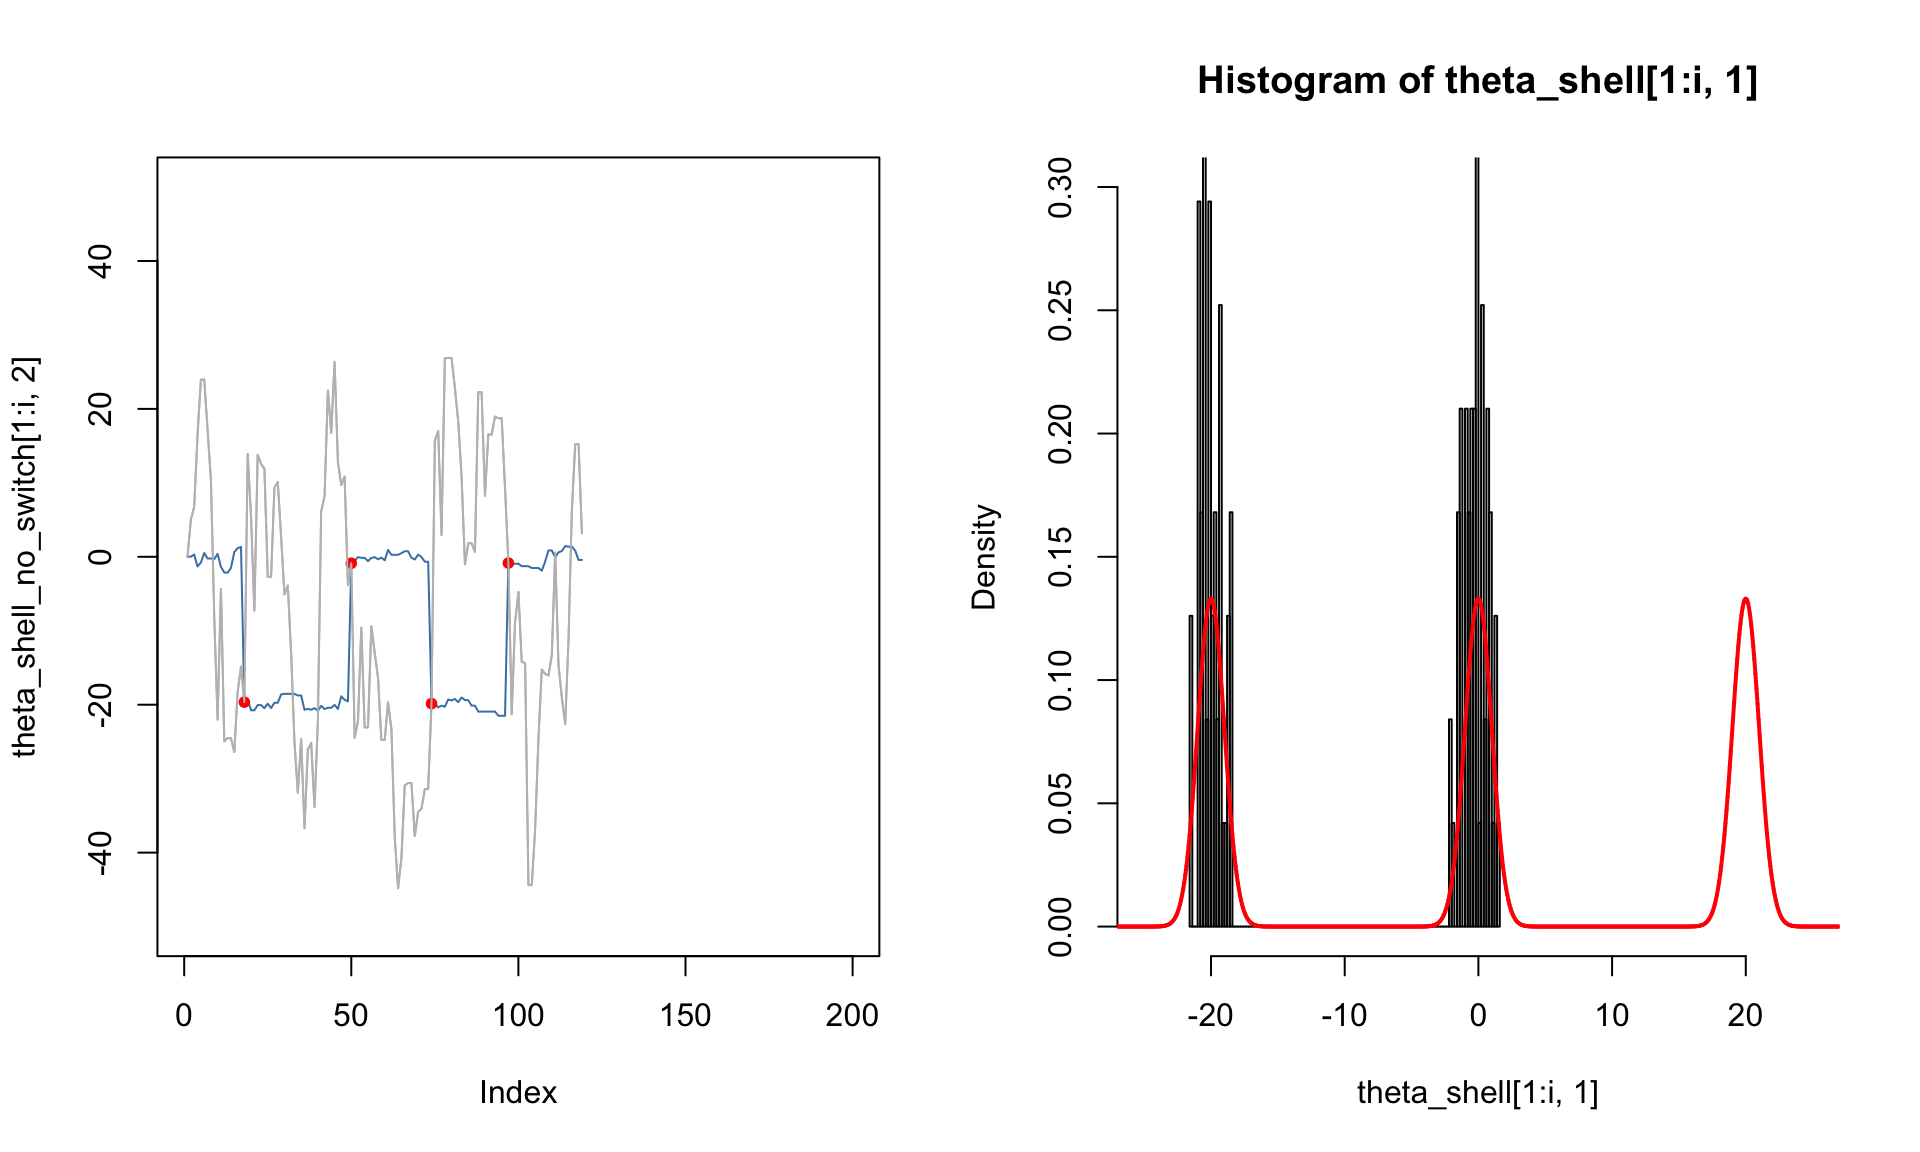 theta_shell_no_switch[1:i, 2]
40
20
0
-20
-40
0 50 100 150 200
Index
Histogram of theta_shell[1:i, 1]
Density
0.30
0.25
0.20
0.15
0.10
0.05
0.00
-20 -10 0 10 20
theta_shell[1:i, 1]